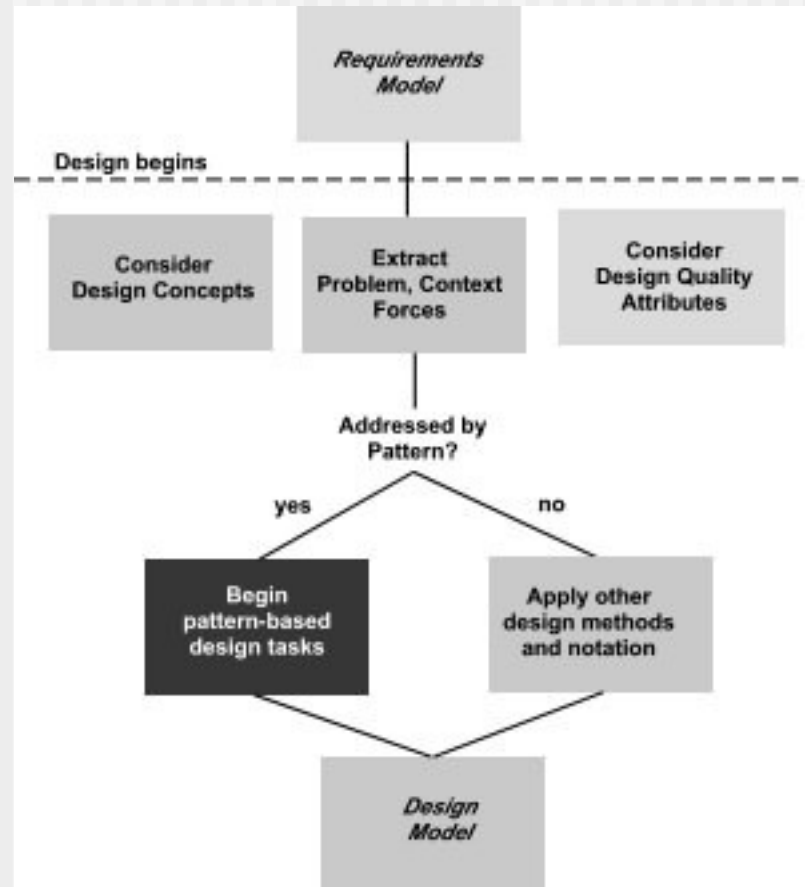 Requirements
Model
Design begins
Consider
Design Concepts
Extract
Problem, Context
Forces
Consider
Design Quality
Attributes
Addressed by
Pattern?
yes
no
Begin
pattern-based
design tasks
Apply other
design methods
and notation
Design
Model